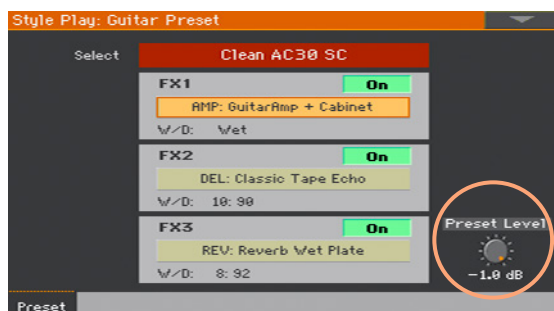 Style Play: Guitar Preset
Select Clean AC30 SC
FX1 On
AMP: GuitarAmp + Cabinet
W/D: Wet
FX2 On
DEL: Classic Tape Echo
W/D: 10: 90
FX3 On
REV: Reverb Wet Plate
W/D: 8: 92
Preset Level
-1.0 dB
Preset